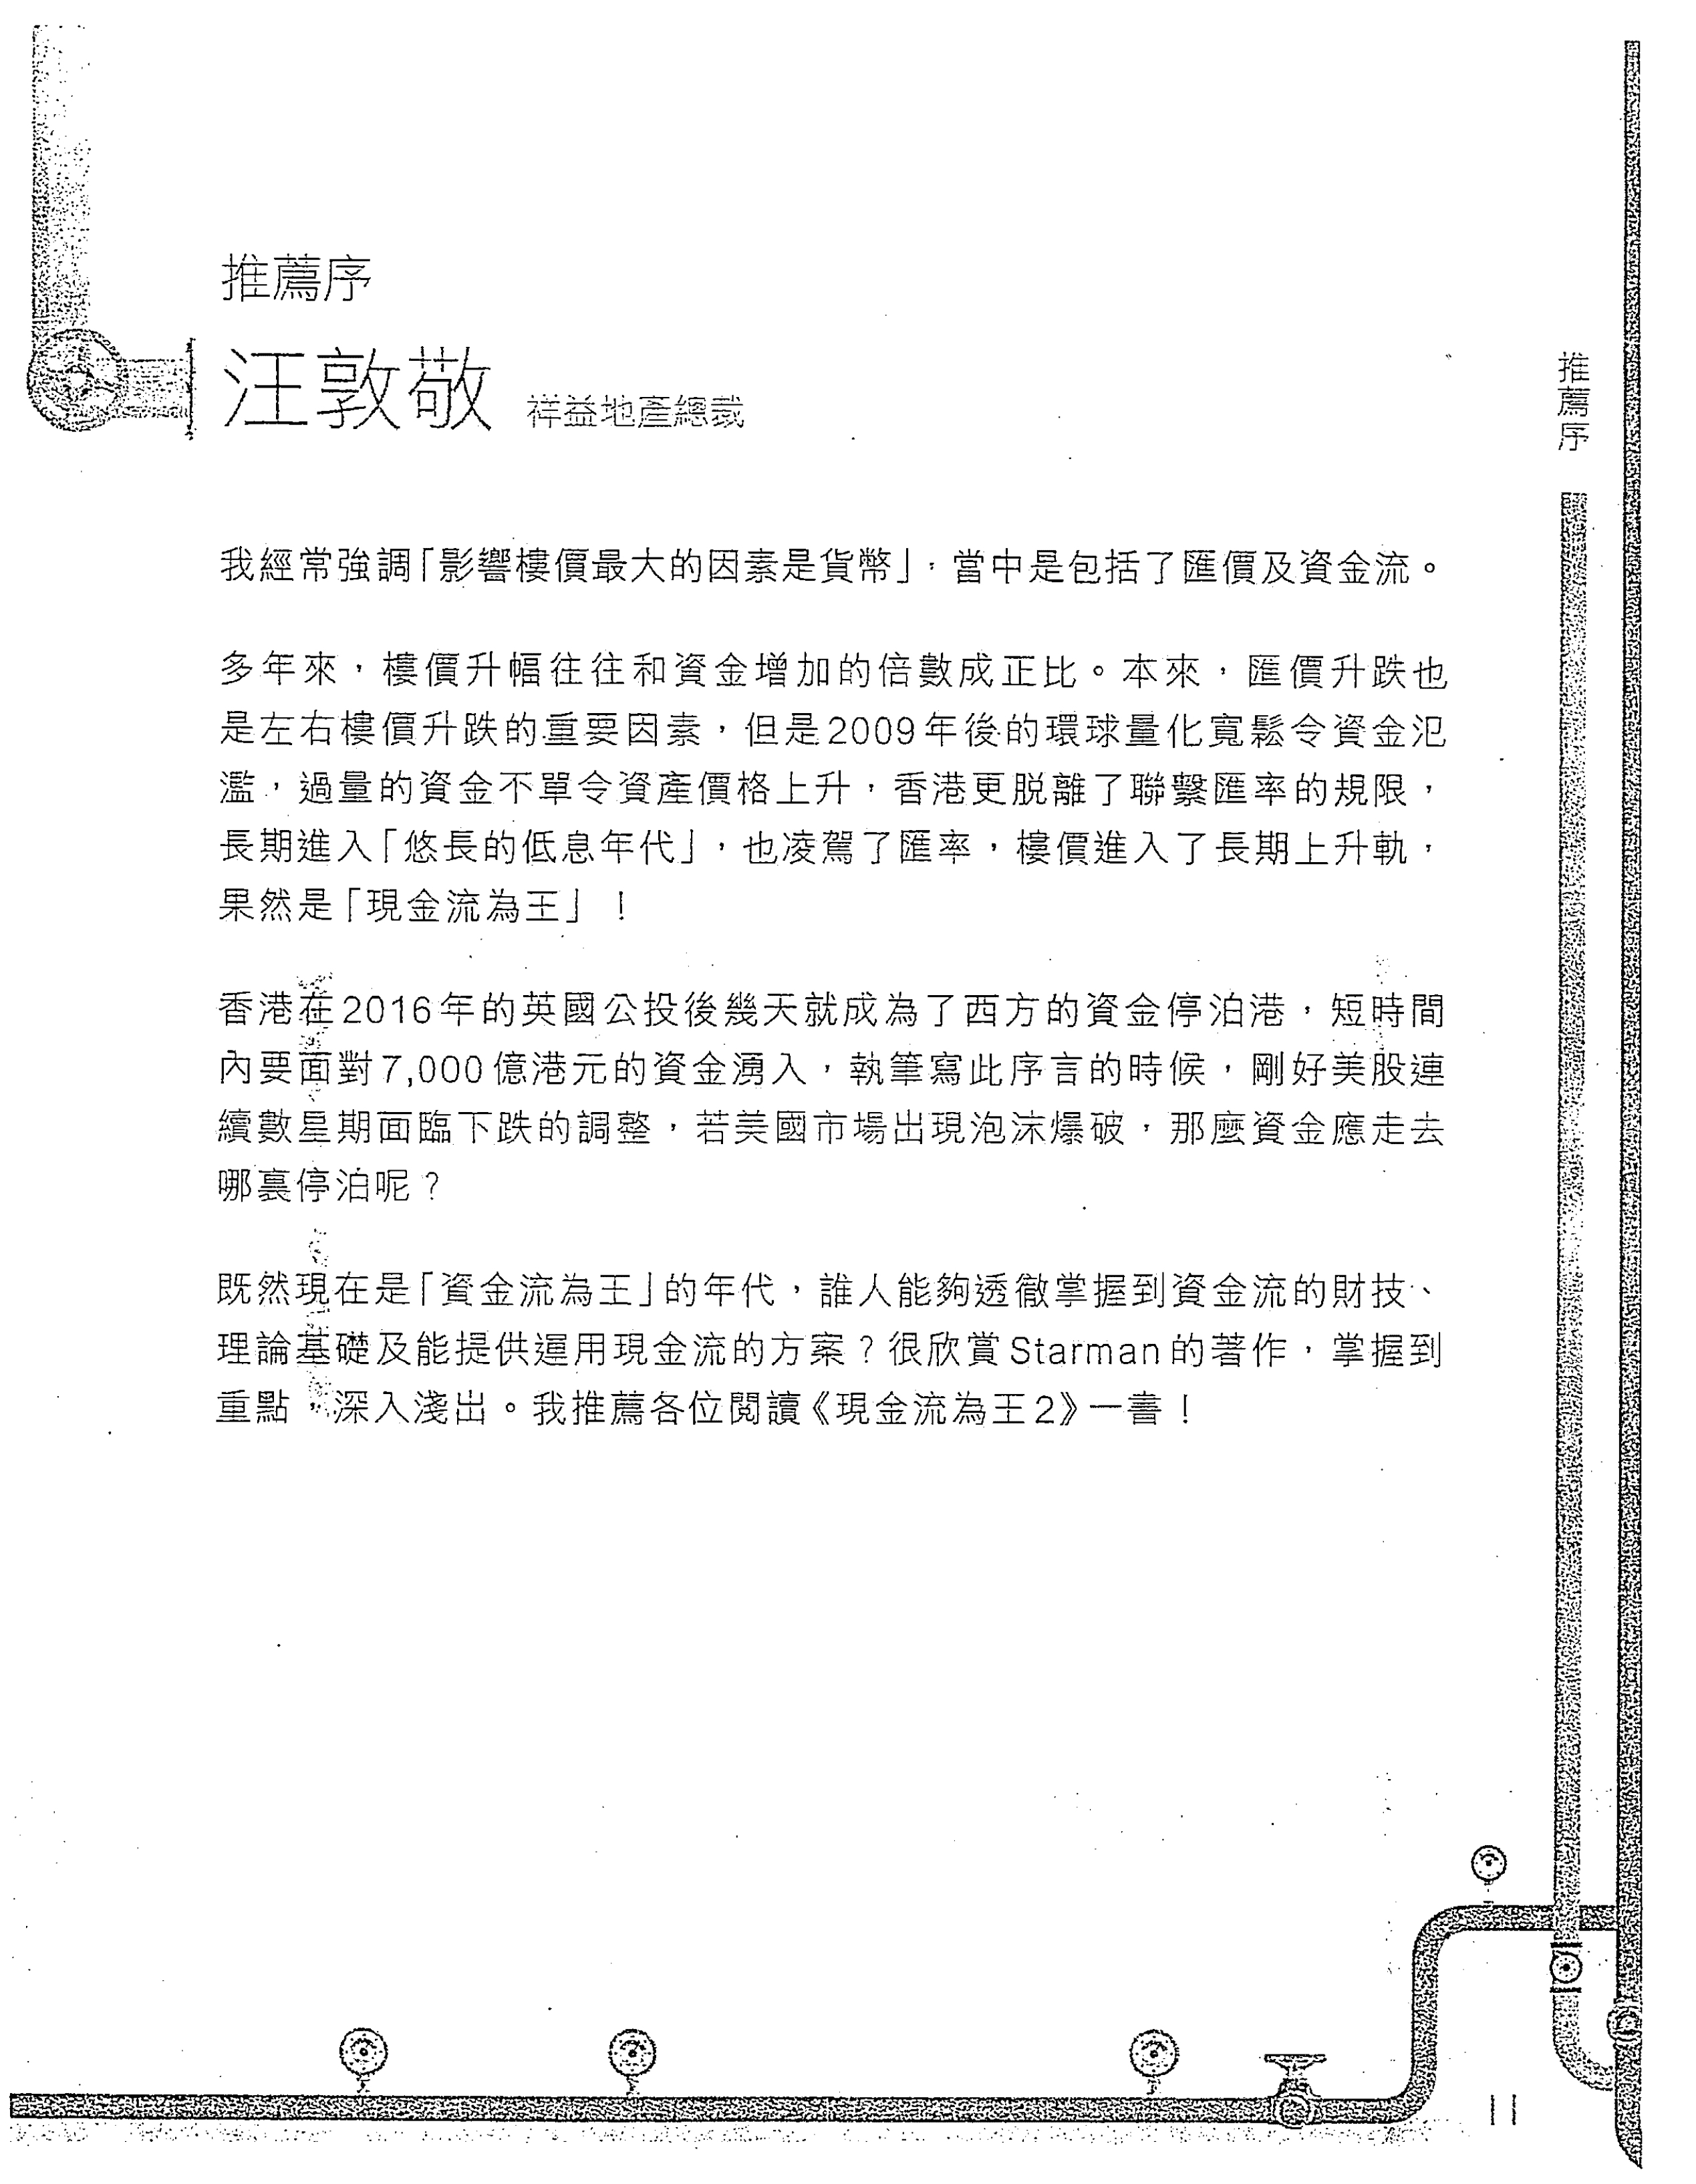 推薦序
汪敦敬 祥益地產總裁
推薦序
我經常強調「影響樓價最大的因素是貨幣」,當中是包括了匯價及資金流。
多年來,樓價升幅往往和資金增加的倍數成正比。本來,匯價升跌也
是左右樓價升跌的重要因素,但是2009年後的環球量化寬鬆令資金氾
濫,過量的資金不單令資產價格上升,香港更脫離了聯繫匯率的規限,
長期進入「悠長的低息年代」,也凌駕了匯率,樓價進入了長期上升軌,
果然是「現金流為王」!
香港在2016年的英國公投後幾天就成為了西方的資金停泊港,短時間
內要面對7,000億港元的資金湧入,執筆寫此序言的時候,剛好美股連
續數星期面臨下跌的調整,若美國市場出現泡沫爆破,那麼資金應走去
哪裏停泊呢?
既然現在是「資金流為王」的年代,誰人能夠透徹掌握到資金流的財技、
理論基礎及能提供運用現金流的方案?很欣賞Starman的著作,掌握到
重點,深入淺出。我推薦各位閱讀《現金流為王2》一書!
11